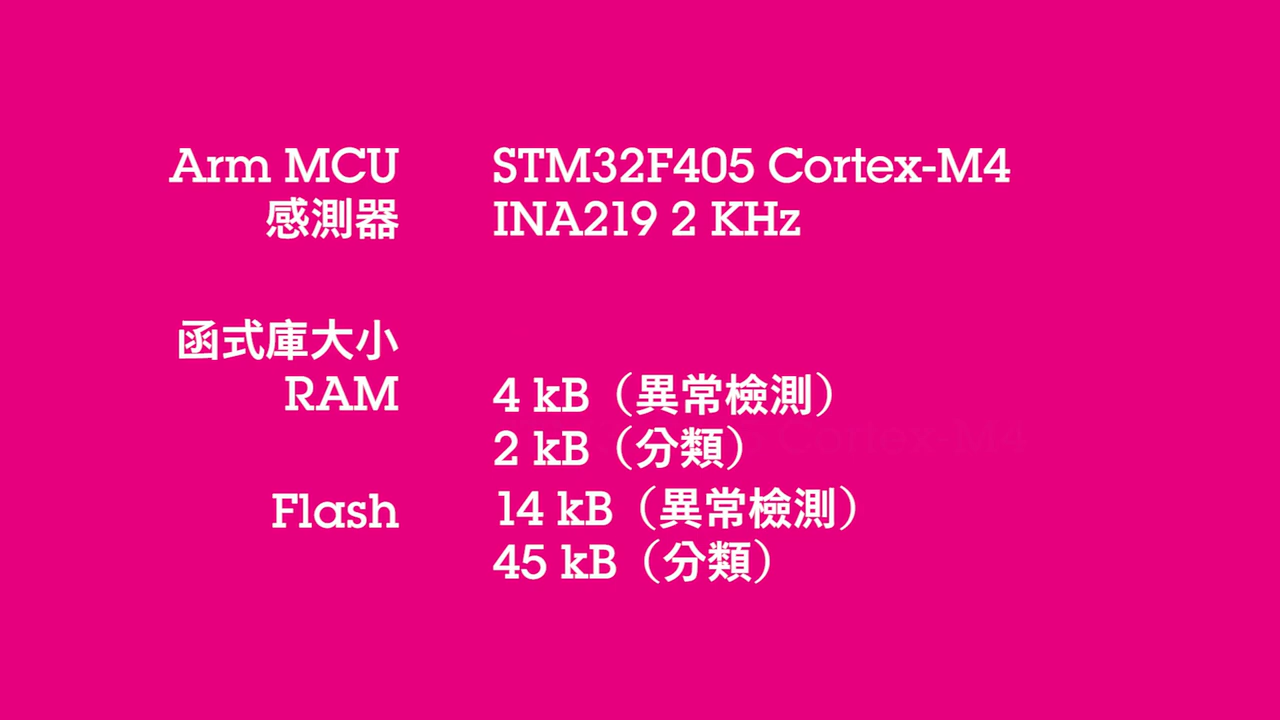 Arm MCU STM32F405 Cortex-M4
感測器 INA219 2 KHz
函式庫大小
RAM 4 kB（異常檢測）
2 kB（分類）
Cortex-M4
Flash 14 kB（異常檢測）
45 kB（分類）